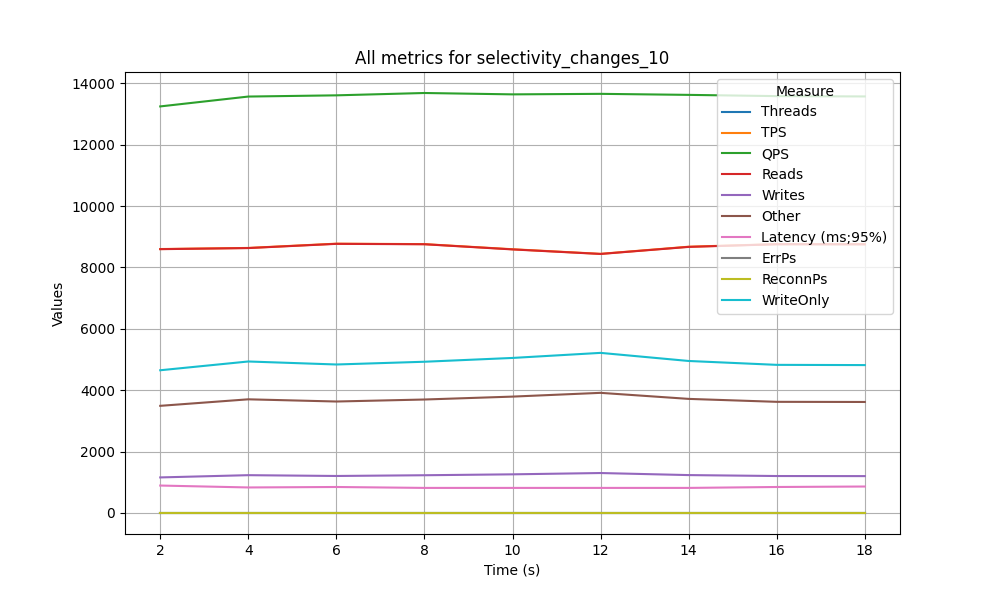 All metrics for selectivity_changes_10
14000
12000
10000
8000
6000
4000
2000
0
Values
2 4 6 8 10 12 14 16 18
Time (s)
Measure
Threads
TPS
QPS
Reads
Writes
Other
Latency (ms;95%)
ErrPs
ReconnPs
WriteOnly